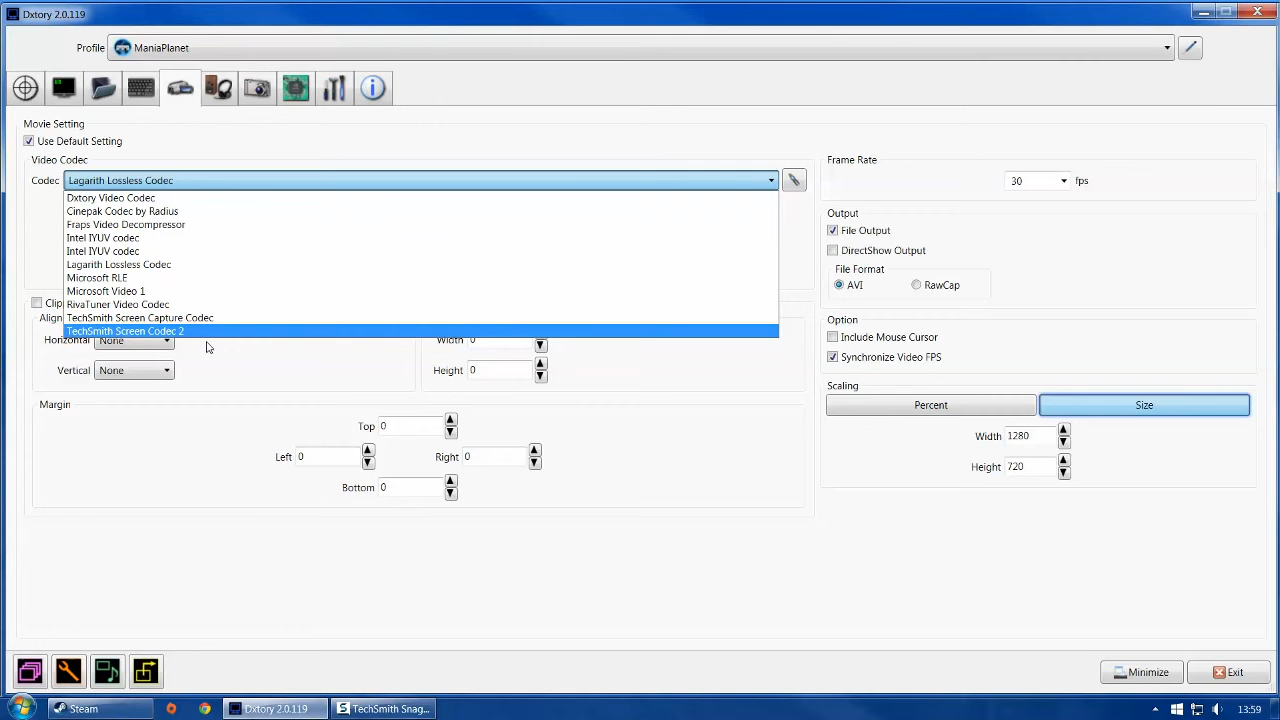 Dxtory 2.0.119
Profile ManiaPlanet
Movie Setting
Use Default Setting
Video Codec
Codec Lagarith Lossless Codec
Dxtory Video Codec
Cinepak Codec by Radius
Fraps Video Decompressor
Intel IYUV codec
Intel IYUV codec
Lagarith Lossless Codec
Microsoft RLE
Microsoft Video 1
RivaTuner Video Codec
TechSmith Screen Capture Codec
TechSmith Screen Codec 2
Clip
Align
Horizontal None
Vertical None
Width 0
Height 0
Margin
Top 0
Left 0
Right 0
Bottom 0
Frame Rate
30 fps
Output
File Output
DirectShow Output
File Format
AVI RawCap
Option
Include Mouse Cursor
Synchronize Video FPS
Scaling
Percent Size
Width 1280
Height 720
Minimize Exit
Steam Dxtory 2.0.119 TechSmith Snag... 13:59